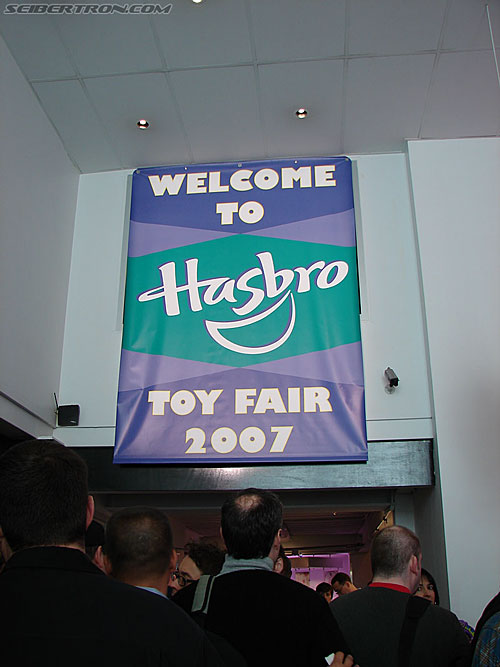 SEIBERTRON.COM
WELCOME
TO
Hasbro
TOY FAIR
2007